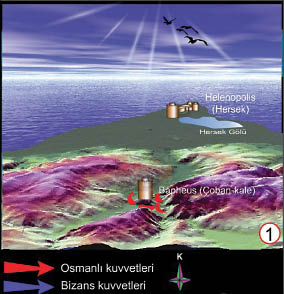 Helenopolis
(Hersek)
Hersek Gölü
Bapheus (Çoban-kale)
1
K
Osmanlı kuvvetleri
Bizans kuvvetleri